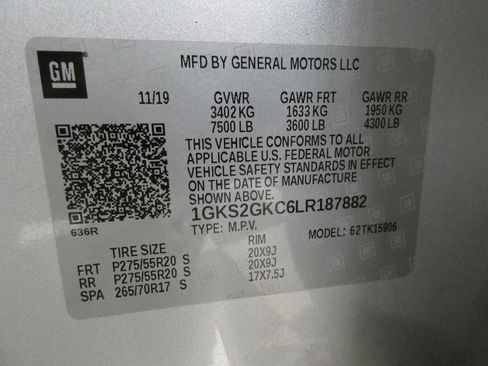 GM
MFD BY GENERAL MOTORS LLC
11/19 GVWR GAWR FRT GAWR RR
3402 KG 1633 KG 1950 KG
7500 LB 3600 LB 4300 LB
THIS VEHICLE CONFORMS TO ALL
APPLICABLE U.S. FEDERAL MOTOR
VEHICLE SAFETY STANDARDS IN EFFECT
ON THE DATE OF MANUFACTURE SHOWN ABOVE.
1GKS2GKC6LR187882
636R TYPE: M.P.V. MODEL: 62TK15906
TIRE SIZE RIM
FRT P275/55R20 S 20X9J
RR P275/55R20 S 20X9J
SPA 265/70R17 S 17X7.5J